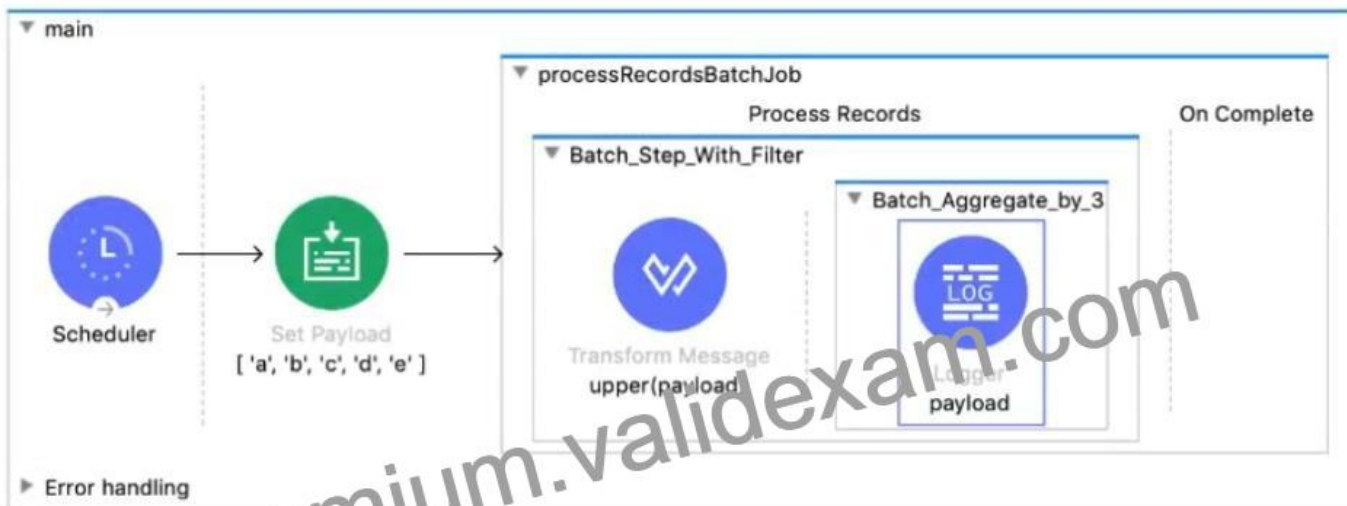 main
processRecordsBatchJob
Process Records
On Complete
Batch_Step_With_Filter
Batch_Aggregate_by_3
LOG
Scheduler
Set Payload
[ 'a', 'b', 'c', 'd', 'e' ]
Transform Message
upper(payload)
Logger
payload
Error handling
mium.validexam.com